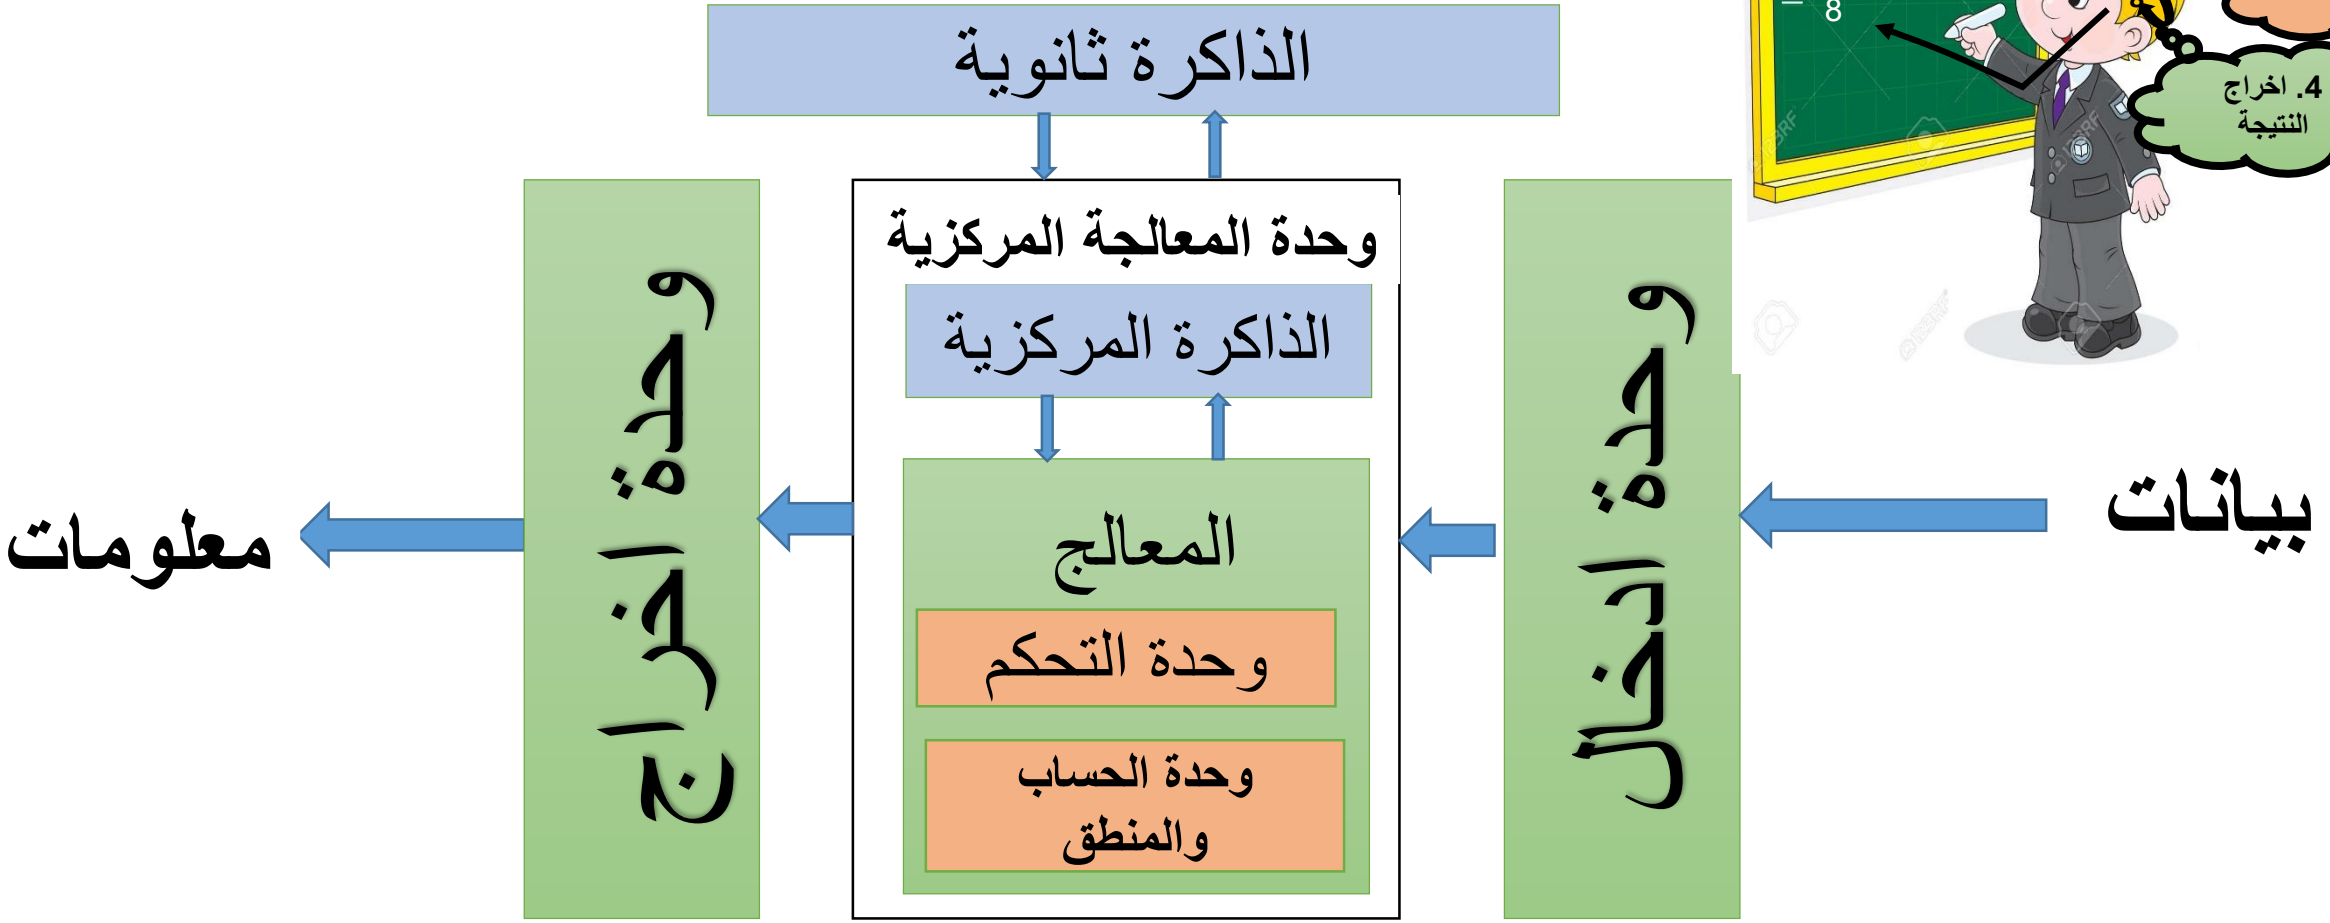 الذاكرة ثانوية
8
4. اخراج
النتيجة
وحدة المعالجة المركزية
الذاكرة المركزية
بيانات
وحدة ادخال
المعالج
وحدة التحكم
وحدة الحساب
والمنطق
وحدة اخراج
معلومات